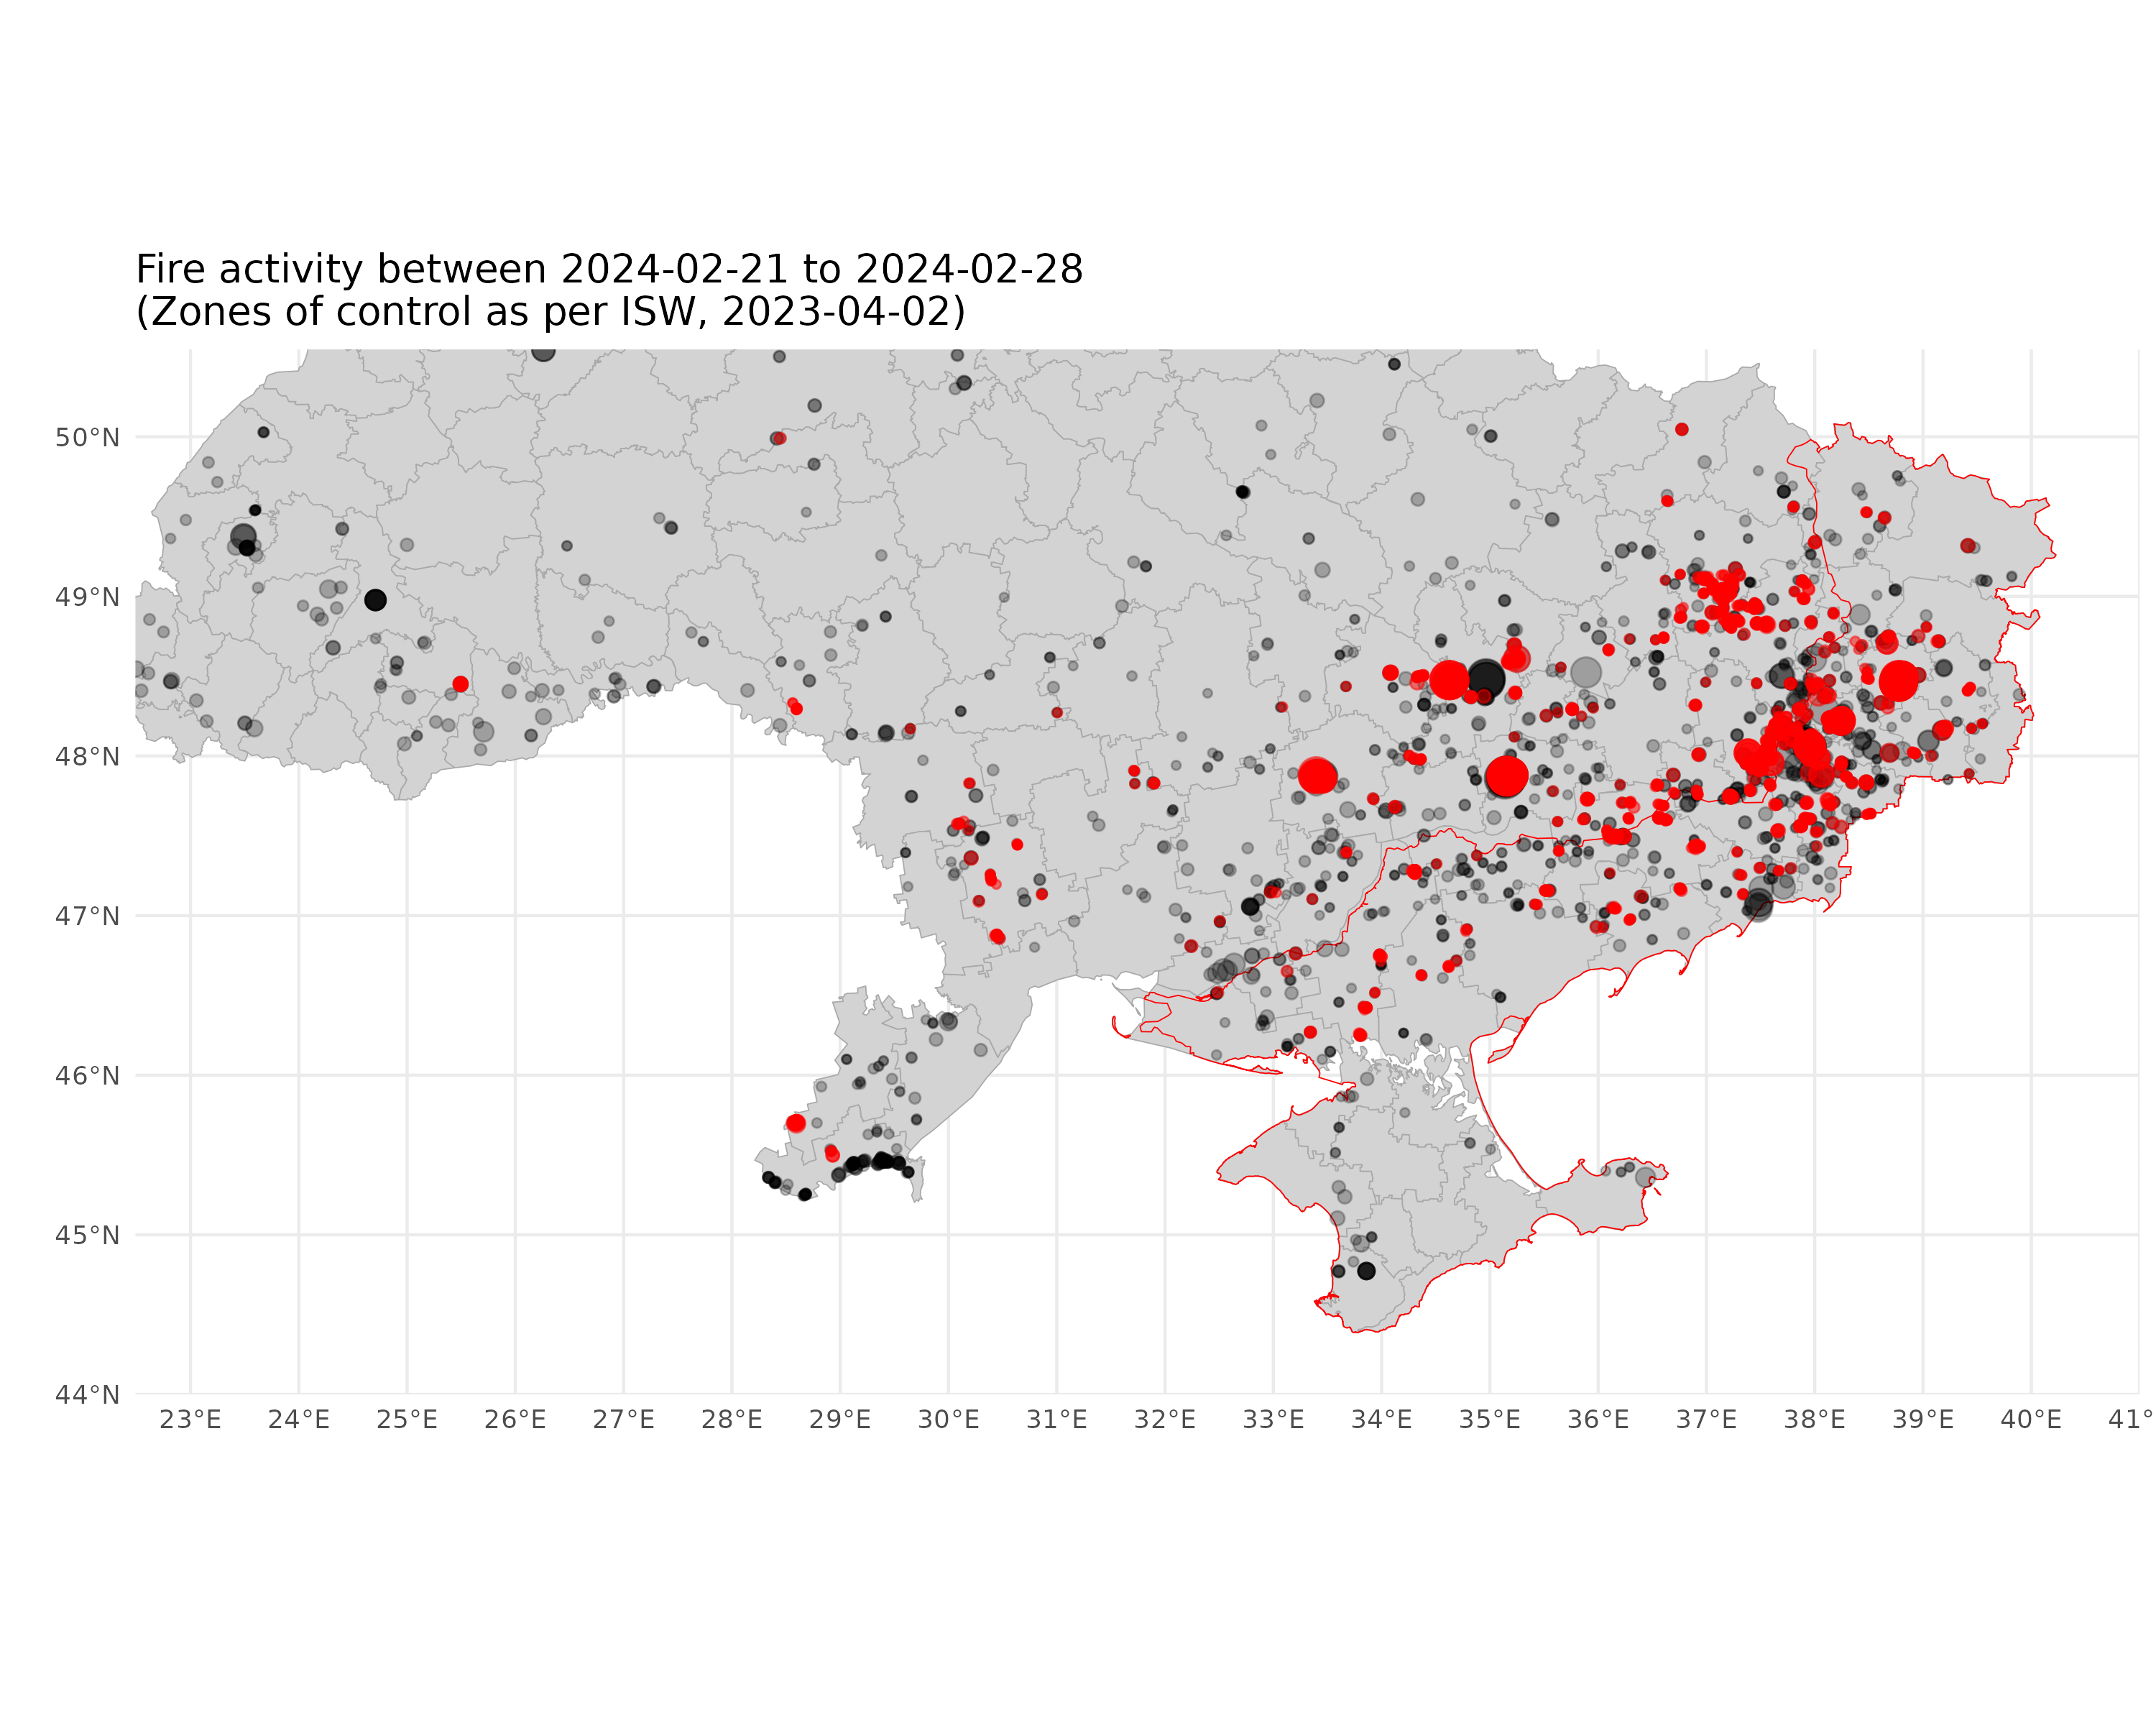 Fire activity between 2024-02-21 to 2024-02-28
(Zones of control as per ISW, 2023-04-02)
50°N
49°N
48°N
47°N
46°N
45°N
44°N
23°E 24°E 25°E 26°E 27°E 28°E 29°E 30°E 31°E 32°E 33°E 34°E 35°E 36°E 37°E 38°E 39°E 40°E 41°